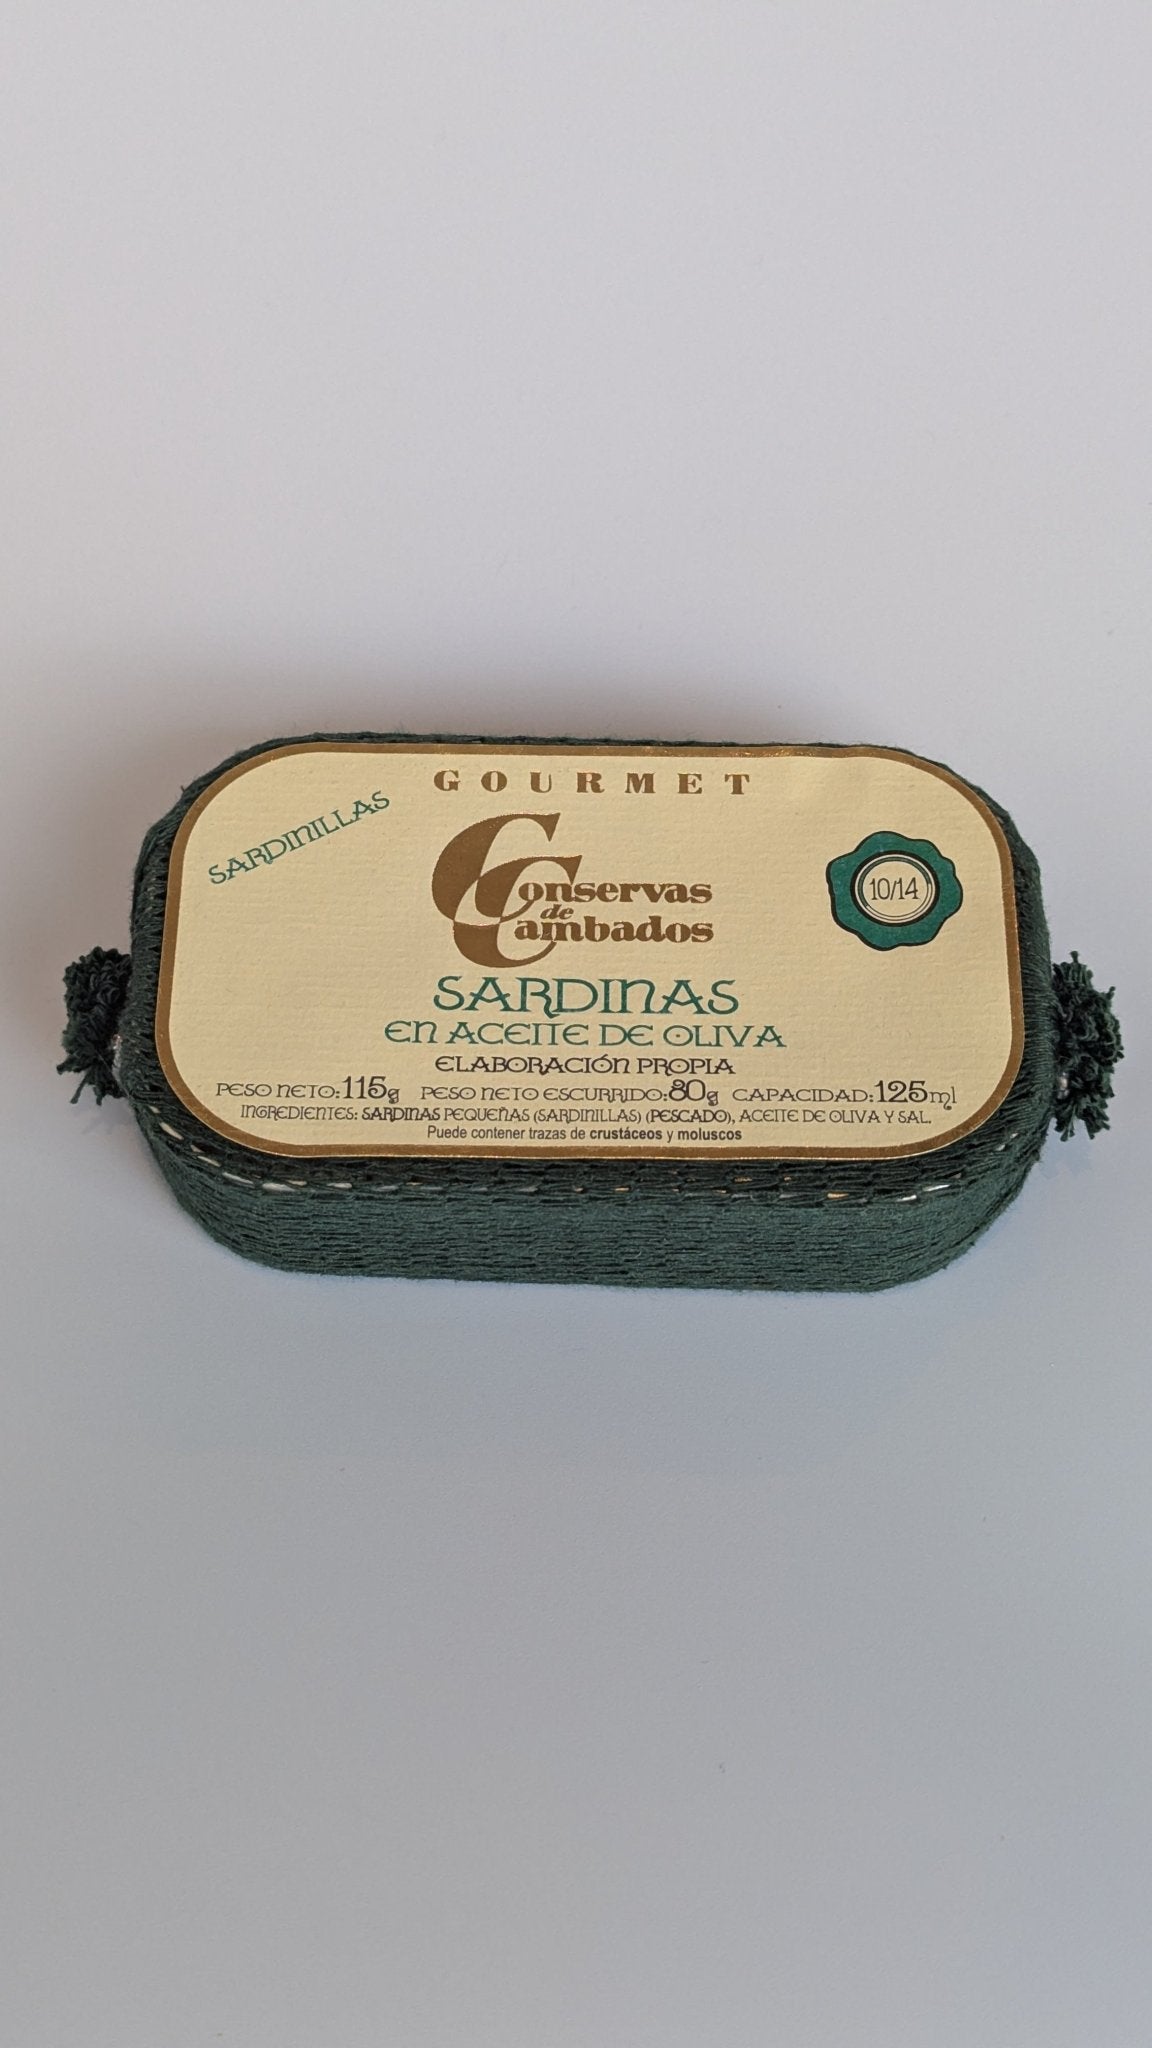 GOURMET
SARDINILLAS
Conservas
de
Cambados
10/14
SARDINAS
EN ACEITE DE OLIVA
ELABORACIÓN PROPIA
PESO NETO: 115g PESO NETO ESCURRIDO: 80g CAPACIDAD: 125ml
INGREDIENTES: SARDINAS PEQUEÑAS (SARDINILLAS) (PESCADO), ACEITE DE OLIVA Y SAL.
Puede contener trazas de crustáceos y moluscos